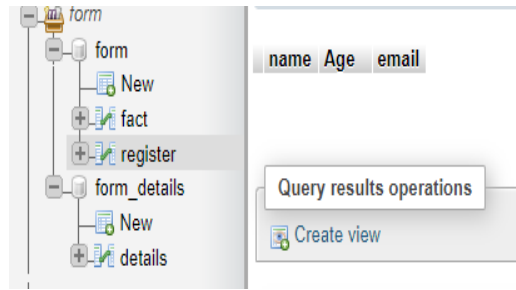 form
form
New
fact
register
form_details
New
details
name Age email
Query results operations
Create view